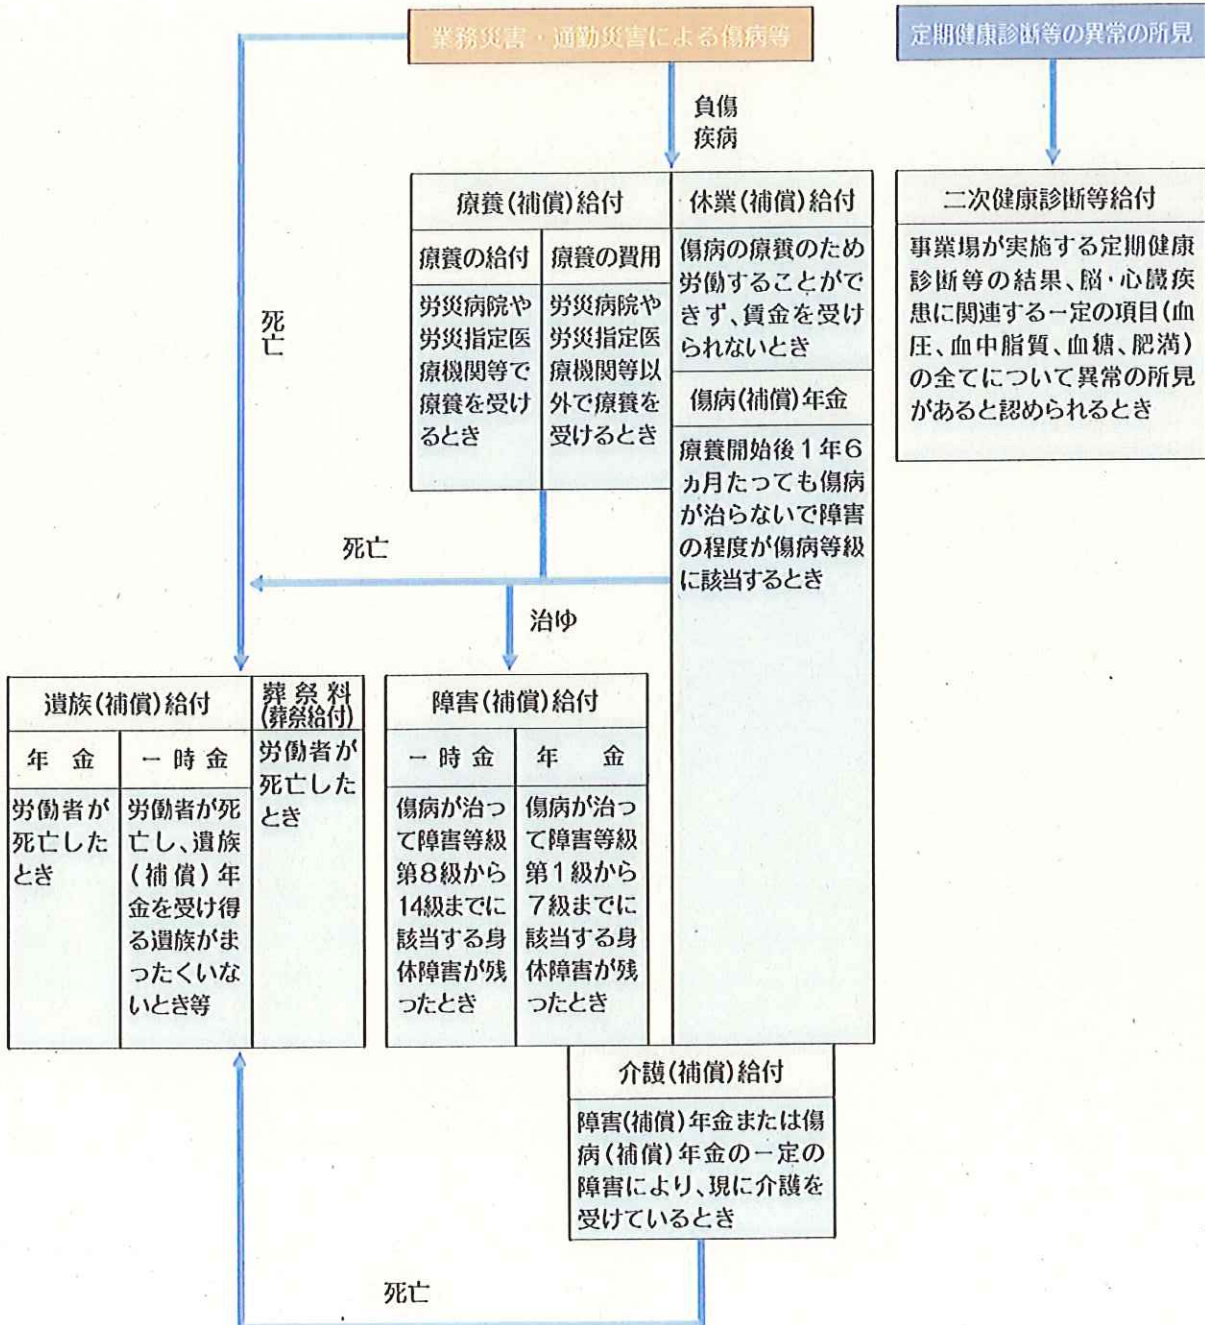 業務災害・通勤災害による傷病等
定期健康診断等の異常の所見
負傷
疾病
死亡
療養(補償)給付
療養の給付
労災病院や
労災指定医
療機関等で
療養を受け
るとき
療養の費用
労災病院や
労災指定医
療機関等以
外で療養を
受けるとき
休業(補償)給付
傷病の療養のため
労働することがで
きず、賃金を受け
られないとき
傷病(補償)年金
療養開始後1年6
ヵ月たっても傷病
が治らないで障害
の程度が傷病等級
に該当するとき
二次健康診断等給付
事業場が実施する定期健康
診断等の結果、脳・心臓疾
患に関連する一定の項目(血
圧、血中脂質、血糖、肥満)
の全てについて異常の所見
があると認められるとき
死亡
治ゆ
遺族(補償)給付
年金
労働者が
死亡した
とき
一時金
労働者が死
亡し、遺族
(補償)年
金を受け得
る遺族がま
ったくいな
いとき等
葬祭料
(葬祭給付)
労働者が
死亡した
とき
障害(補償)給付
一時金
傷病が治っ
て障害等級
第8級から
14級までに
該当する身
体障害が残
ったとき
年金
傷病が治っ
て障害等級
第1級から
7級までに
該当する身
体障害が残
ったとき
介護(補償)給付
障害(補償)年金または傷
病(補償)年金の一定の
障害により、現に介護を
受けているとき
死亡